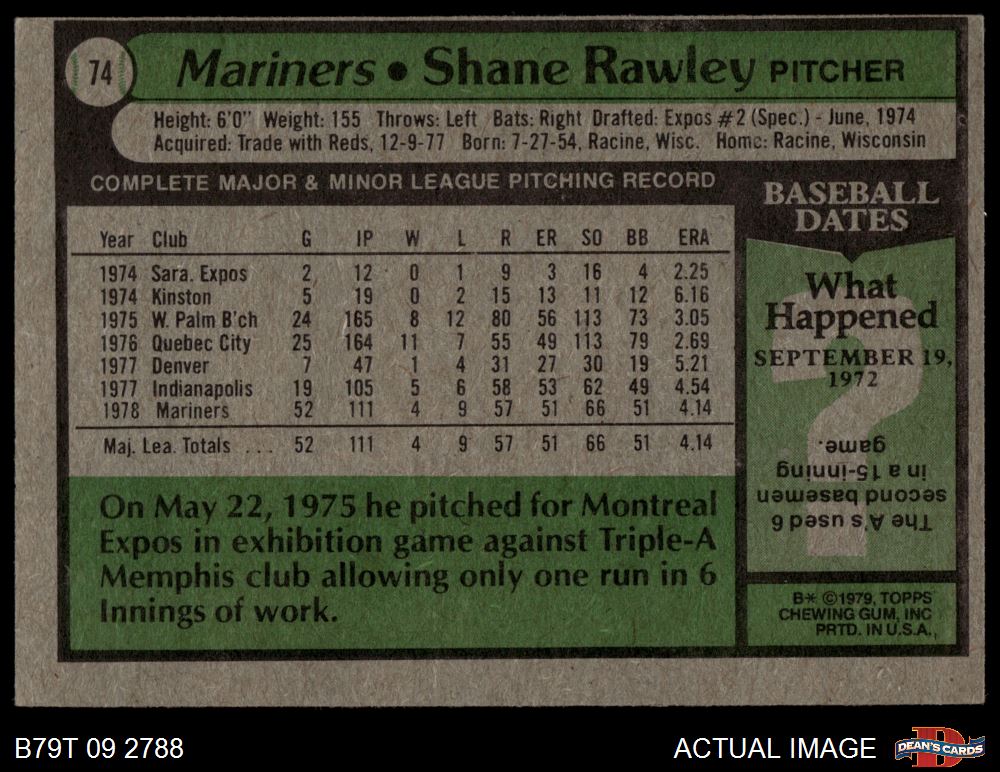 74
Mariners • Shane Rawley PITCHER
Height: 6'0" Weight: 155 Throws: Left Bats: Right Drafted: Expos #2 (Spec.) - June, 1974
Acquired: Trade with Reds, 12-9-77 Born: 7-27-54, Racine, Wisc. Home: Racine, Wisconsin
COMPLETE MAJOR & MINOR LEAGUE PITCHING RECORD
Year Club G IP W L R ER SO BB ERA
1974 Sara. Expos 2 12 0 1 9 3 16 4 2.25
1974 Kinston 5 19 0 2 15 13 11 12 6.16
1975 W. Palm B'ch 24 165 8 12 80 56 113 73 3.05
1976 Quebec City 25 164 11 7 55 49 113 79 2.69
1977 Denver 7 47 1 4 31 27 30 19 5.21
1977 Indianapolis 19 105 5 6 58 53 62 49 4.54
1978 Mariners 52 111 4 9 57 51 66 51 4.14
Maj. Lea. Totals ... 52 111 4 9 57 51 66 51 4.14
On May 22, 1975 he pitched for Montreal
Expos in exhibition game against Triple-A
Memphis club allowing only one run in 6
Innings of work.
BASEBALL
DATES
What
Happened
SEPTEMBER 19,
1972
?
The A's used 6
second basemen
in a 15-inning
game.
B* ©1979, TOPPS
CHEWING GUM, INC
PRTD. IN U.S.A.,
B79T 09 2788
ACTUAL IMAGE
D
DEAN'S CARDS